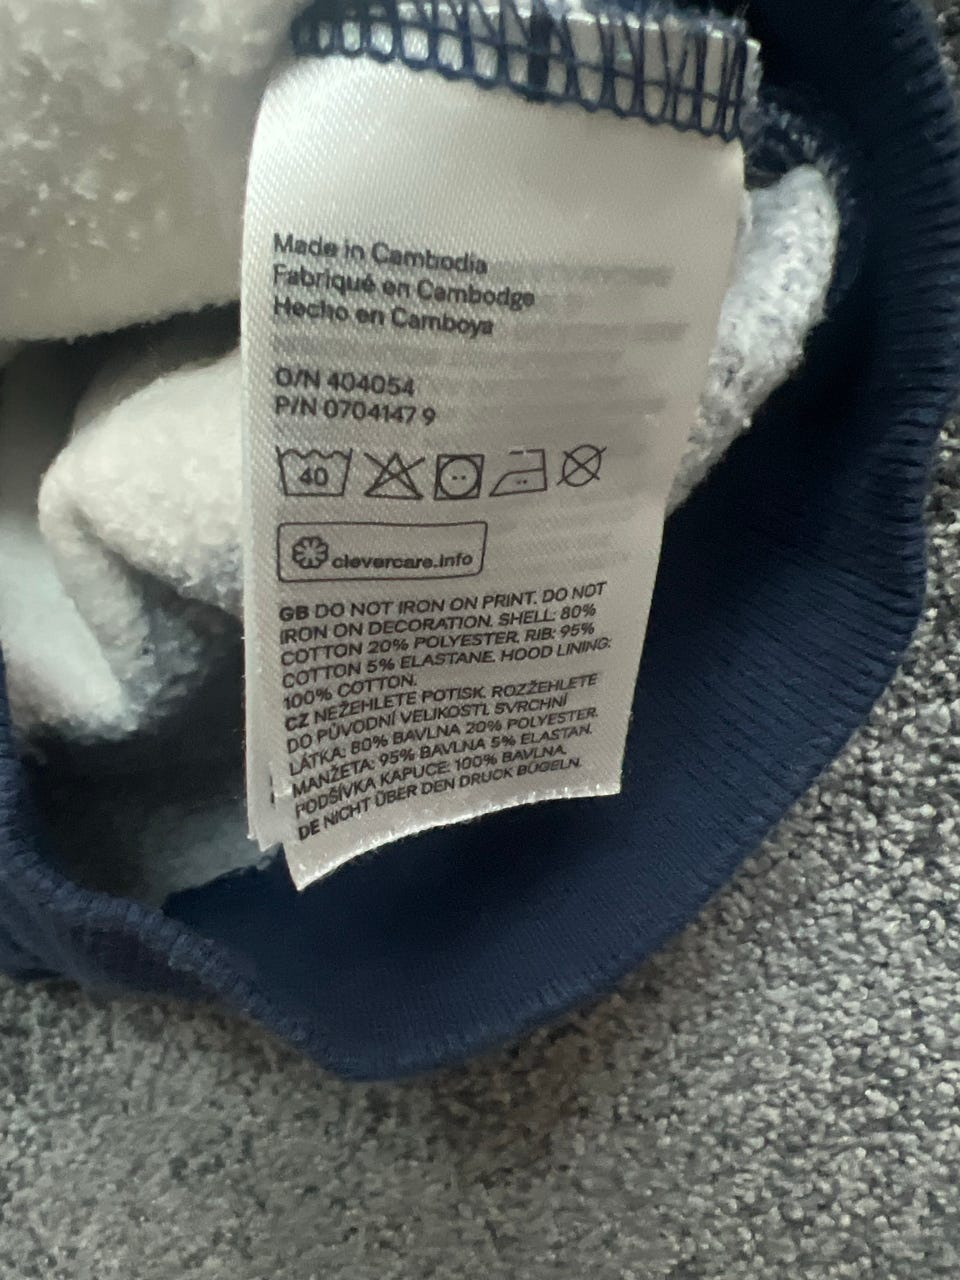 Made in Cambodia
Fabriqué en Cambodge
Hecho en Camboya
O/N 404054
P/N 0704147 9
40
clevercare.info
GB DO NOT IRON ON PRINT. DO NOT
IRON ON DECORATION. SHELL: 80%
COTTON 20% POLYESTER. RIB: 95%
COTTON 5% ELASTANE. HOOD LINING:
100% COTTON.
CZ NEŽEHLETE POTISK. ROZŽEHLETE
DO PŮVODNÍ VELIKOSTI. SVRCHNÍ
LÁTKA: 80% BAVLNA 20% POLYESTER.
MANŽETA: 95% BAVLNA 5% ELASTAN.
PODŠÍVKA KAPUCE: 100% BAVLNA.
DE NICHT ÜBER DEN DRUCK BÜGELN.